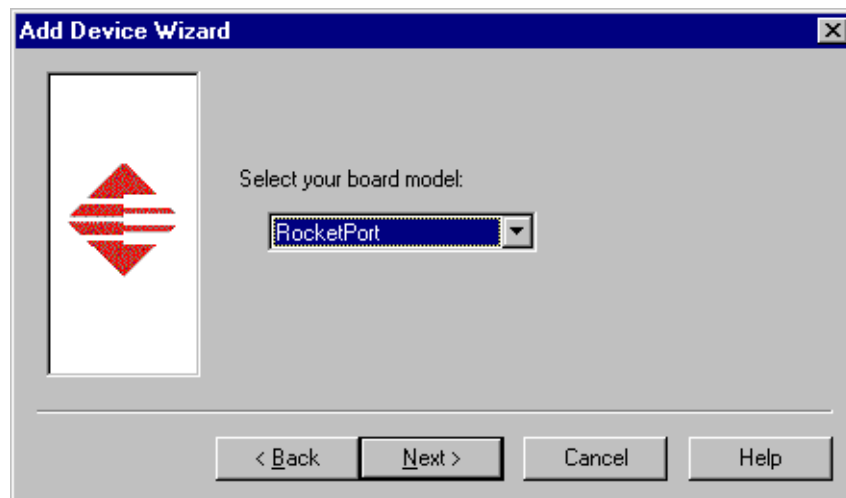 Add Device Wizard
Select your board model:
RocketPort
< Back Next > Cancel Help